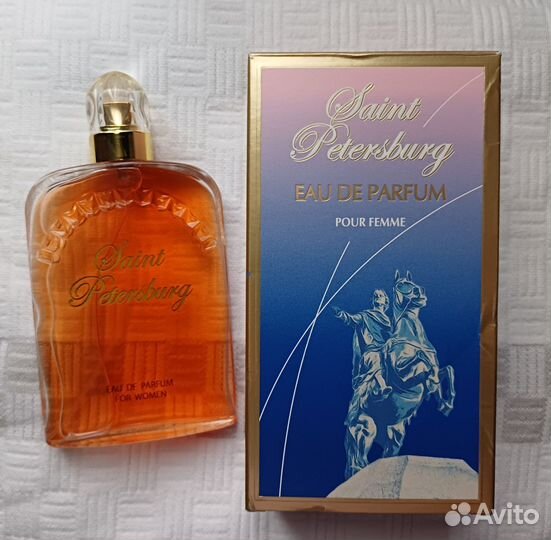 Saint
Petersburg
EAU DE PARFUM
FOR WOMEN
Saint
Petersburg
EAU DE PARFUM
POUR FEMME
Avito